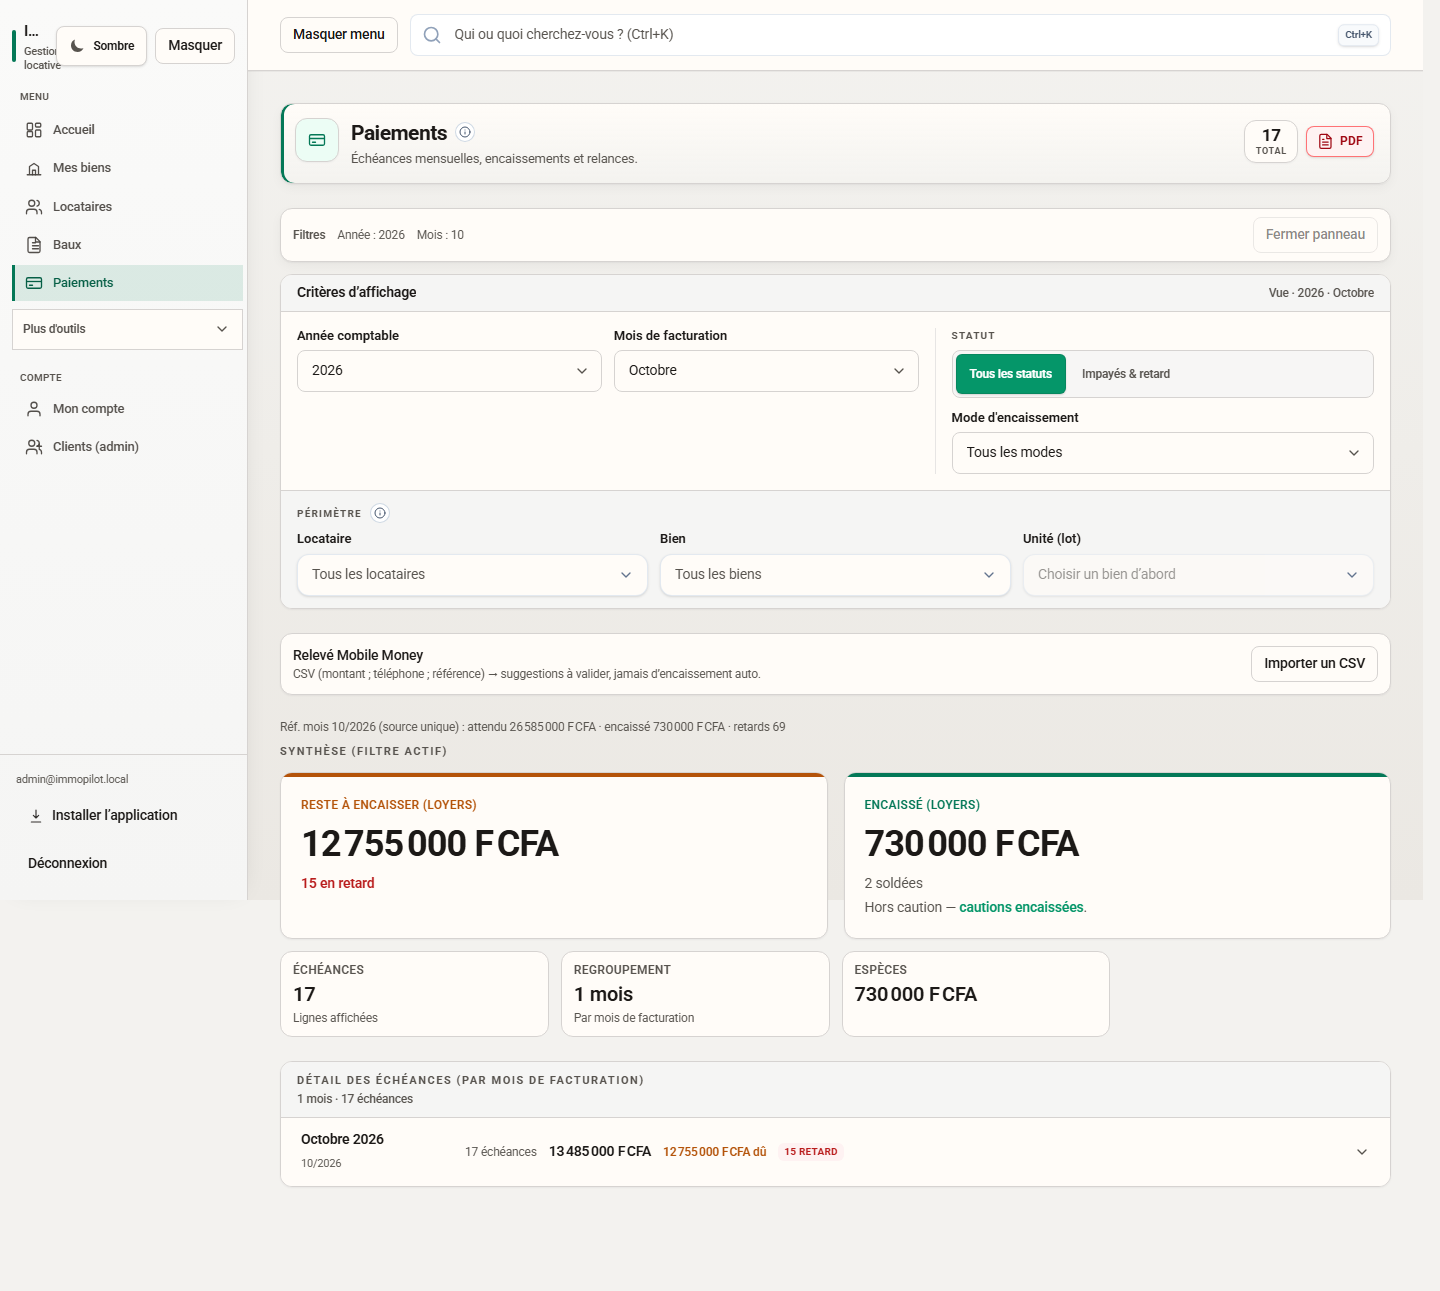 I...
Gestion locative
Sombre
Masquer
MENU
Accueil
Mes biens
Locataires
Baux
Paiements
Plus d'outils
COMPTE
Mon compte
Clients (admin)
admin@immopilot.local
Installer l’application
Déconnexion
Masquer menu
Qui ou quoi cherchez-vous ? (Ctrl+K)
Ctrl+K
Paiements
Échéances mensuelles, encaissements et relances.
17
TOTAL
PDF
Filtres Année : 2026 Mois : 10
Fermer panneau
Critères d’affichage
Vue · 2026 · Octobre
Année comptable
2026
Mois de facturation
Octobre
STATUT
Tous les statuts
Impayés & retard
Mode d'encaissement
Tous les modes
PÉRIMÈTRE
Locataire
Tous les locataires
Bien
Tous les biens
Unité (lot)
Choisir un bien d’abord
Relevé Mobile Money
CSV (montant ; téléphone ; référence) → suggestions à valider, jamais d’encaissement auto.
Importer un CSV
Réf. mois 10/2026 (source unique) : attendu 26 585 000 F CFA · encaissé 730 000 F CFA · retards 69
SYNTHÈSE (FILTRE ACTIF)
RESTE À ENCAISSER (LOYERS)
12 755 000 F CFA
15 en retard
ENCAISSÉ (LOYERS)
730 000 F CFA
2 soldées
Hors caution — cautions encaissées.
ÉCHÉANCES
17
Lignes affichées
REGROUPEMENT
1 mois
Par mois de facturation
ESPÈCES
730 000 F CFA
DÉTAIL DES ÉCHÉANCES (PAR MOIS DE FACTURATION)
1 mois · 17 échéances
Octobre 2026
10/2026
17 échéances 13 485 000 F CFA 12 755 000 F CFA dû 15 RETARD